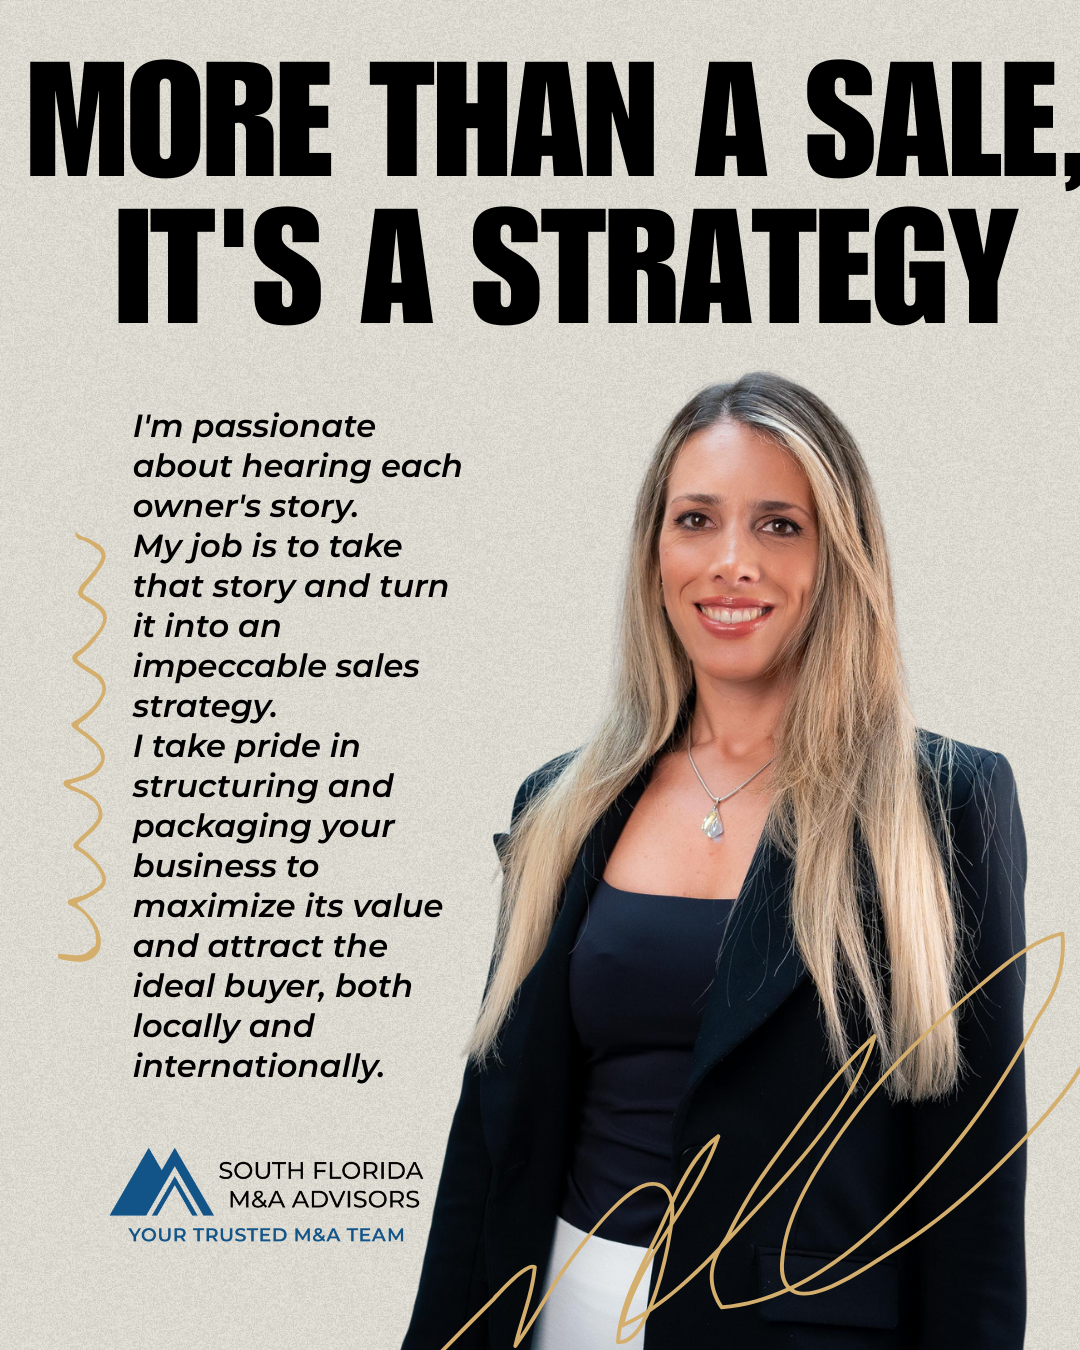 MORE THAN A SALE,
IT'S A STRATEGY
I'm passionate
about hearing each
owner's story.
My job is to take
that story and turn
it into an
impeccable sales
strategy.
I take pride in
structuring and
packaging your
business to
maximize its value
and attract the
ideal buyer, both
locally and
internationally.
SOUTH FLORIDA
M&A ADVISORS
YOUR TRUSTED M&A TEAM